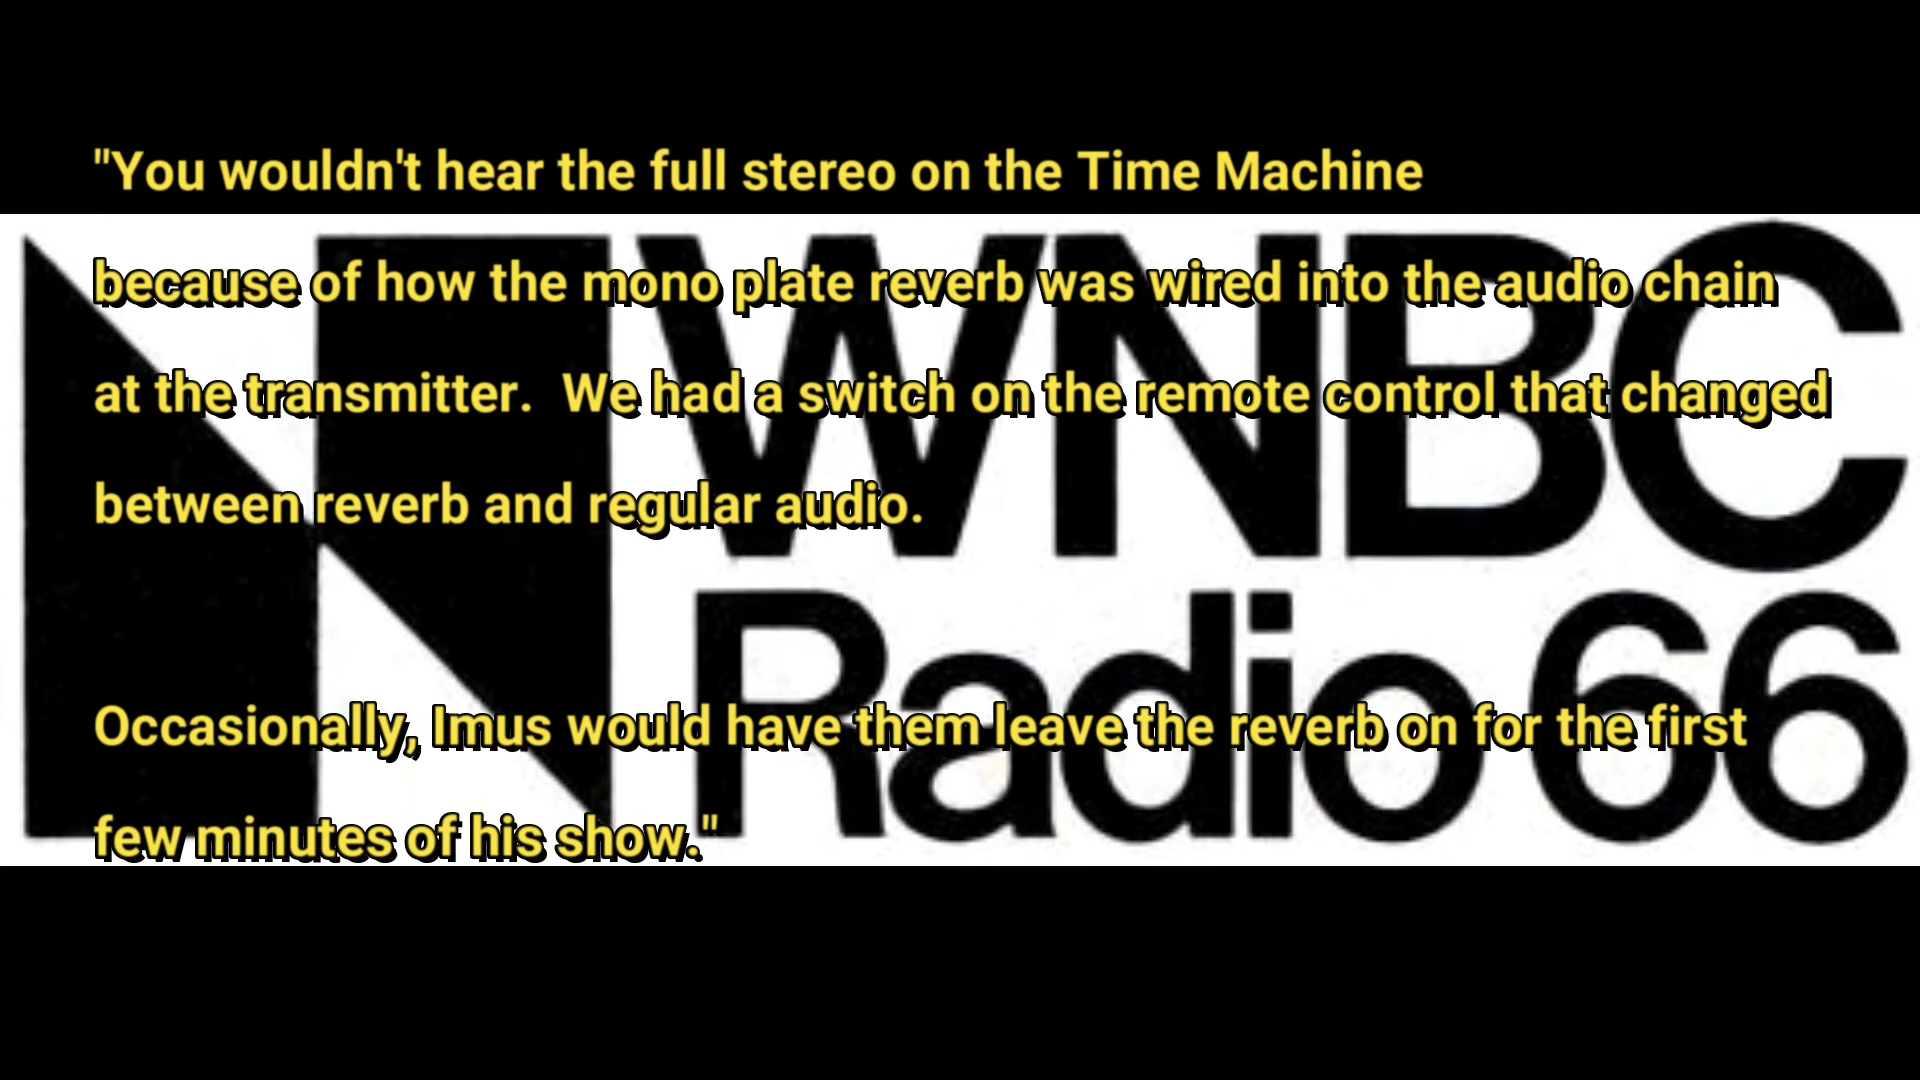 "You wouldn't hear the full stereo on the Time Machine
because of how the mono plate reverb was wired into the audio chain
at the transmitter.  We had a switch on the remote control that changed
between reverb and regular audio.
Occasionally, Imus would have them leave the reverb on for the first
few minutes of his show."
WNBC
Radio 66